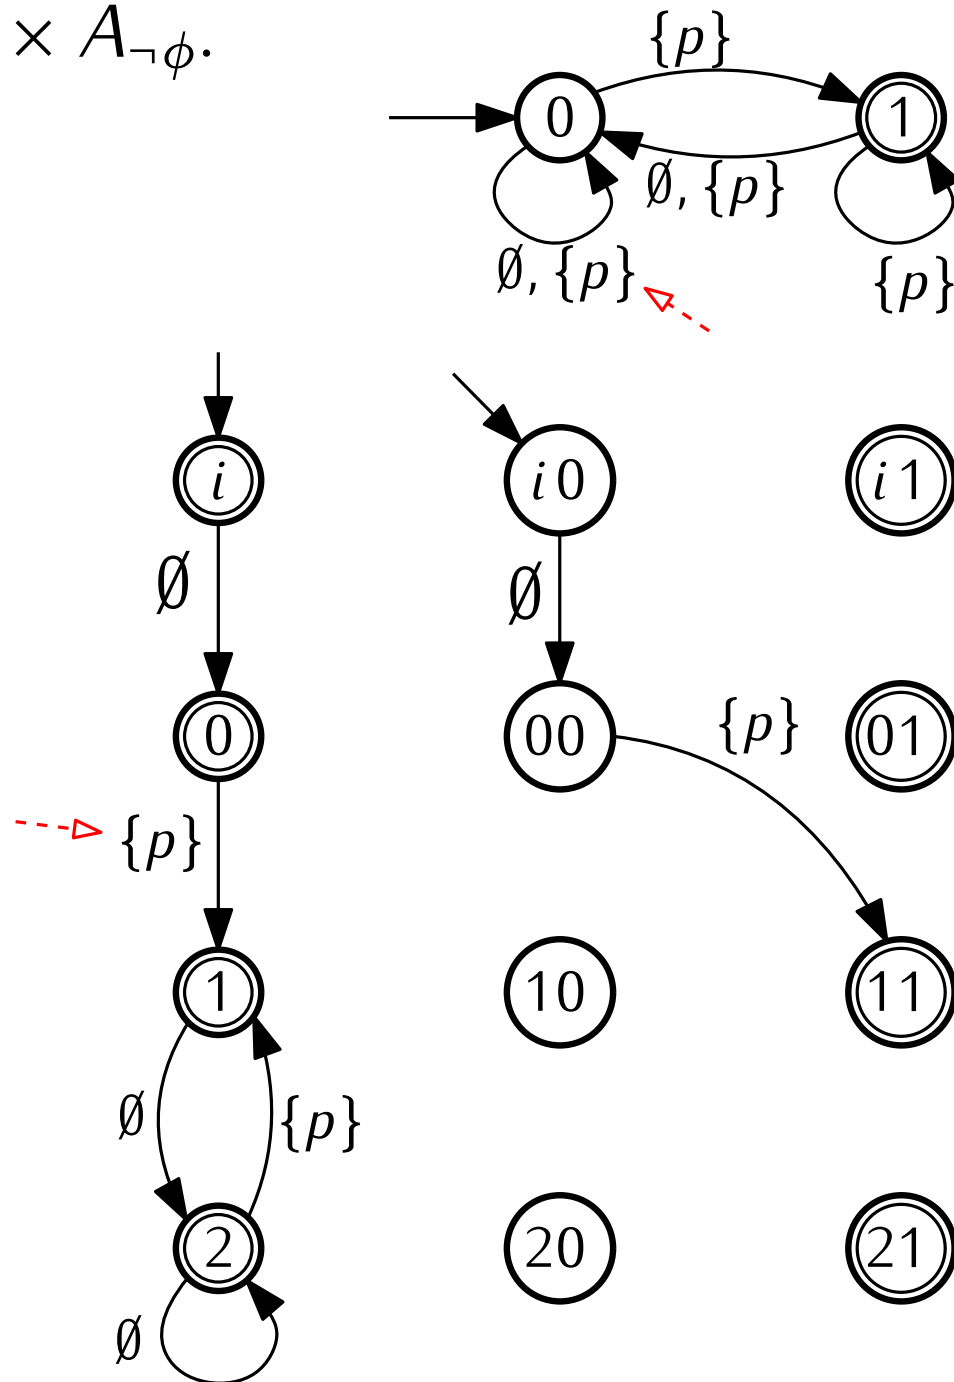 × A¬ϕ.
{p}
0
1
∅, {p}
∅, {p}
{p}
i
i0
i1
∅
∅
0
00
{p}
01
{p}
1
10
11
∅
{p}
2
20
21
∅